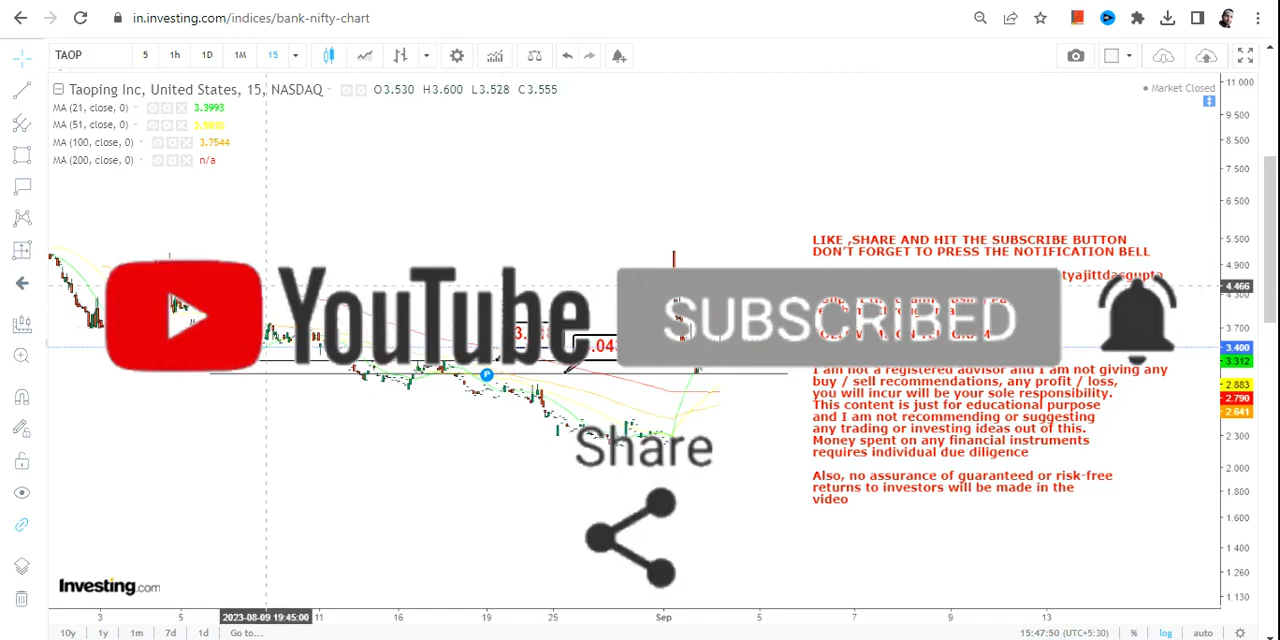 in.investing.com/indices/bank-nifty-chart
TAOP 5 1h 1D 1M 15
Taoping Inc, United States, 15, NASDAQ O3.530 H3.600 L3.528 C3.555
Market Closed
MA (21, close, 0) 3.3993
MA (51, close, 0)
MA (100, close, 0) 3.7544
MA (200, close, 0) n/a
11.000
9.500
8.500
7.500
6.500
5.500
4.900
4.466
4.300
3.700
3.400
3.312
2.883
2.790
2.641
2.300
2.000
1.800
1.600
1.400
1.260
1.130
LIKE ,SHARE AND HIT THE SUBSCRIBE BUTTON
DON'T FORGET TO PRESS THE NOTIFICATION BELL
YouTube SUBSCRIBED
I am not a registered advisor and I am not giving any
buy / sell recommendations, any profit / loss,
you will incur will be your sole responsibility.
This content is just for educational purpose
and I am not recommending or suggesting
any trading or investing ideas out of this.
Money spent on any financial instruments
requires individual due diligence
Also, no assurance of guaranteed or risk-free
returns to investors will be made in the
video
P
Share
Investing.com
3 5 2023-08-09 19:45:00 11 16 19 25 Sep 5 7 9 13
10y 1y 1m 7d 1d Go to... 15:47:50 (UTC+5:30) % log auto